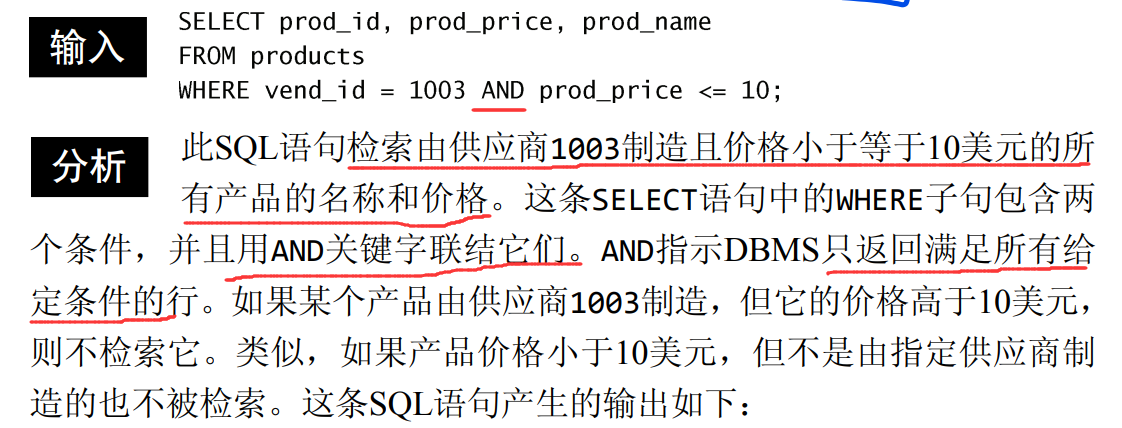 输入
SELECT prod_id, prod_price, prod_name
FROM products
WHERE vend_id = 1003 AND prod_price <= 10;
分析
此SQL语句检索由供应商1003制造且价格小于等于10美元的所
有产品的名称和价格。这条SELECT语句中的WHERE子句包含两
个条件，并且用AND关键字联结它们。AND指示DBMS只返回满足所有给
定条件的行。如果某个产品由供应商1003制造，但它的价格高于10美元，
则不检索它。类似，如果产品价格小于10美元，但不是由指定供应商制
造的也不被检索。这条SQL语句产生的输出如下：